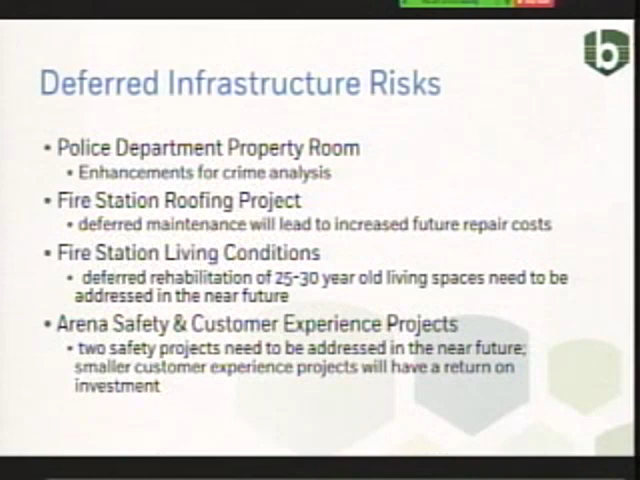 b
Deferred Infrastructure Risks
• Police Department Property Room
• Enhancements for crime analysis
• Fire Station Roofing Project
• deferred maintenance will lead to increased future repair costs
• Fire Station Living Conditions
• deferred rehabilitation of 25-30 year old living spaces need to be
addressed in the near future
• Arena Safety & Customer Experience Projects
• two safety projects need to be addressed in the near future;
smaller customer experience projects will have a return on
investment